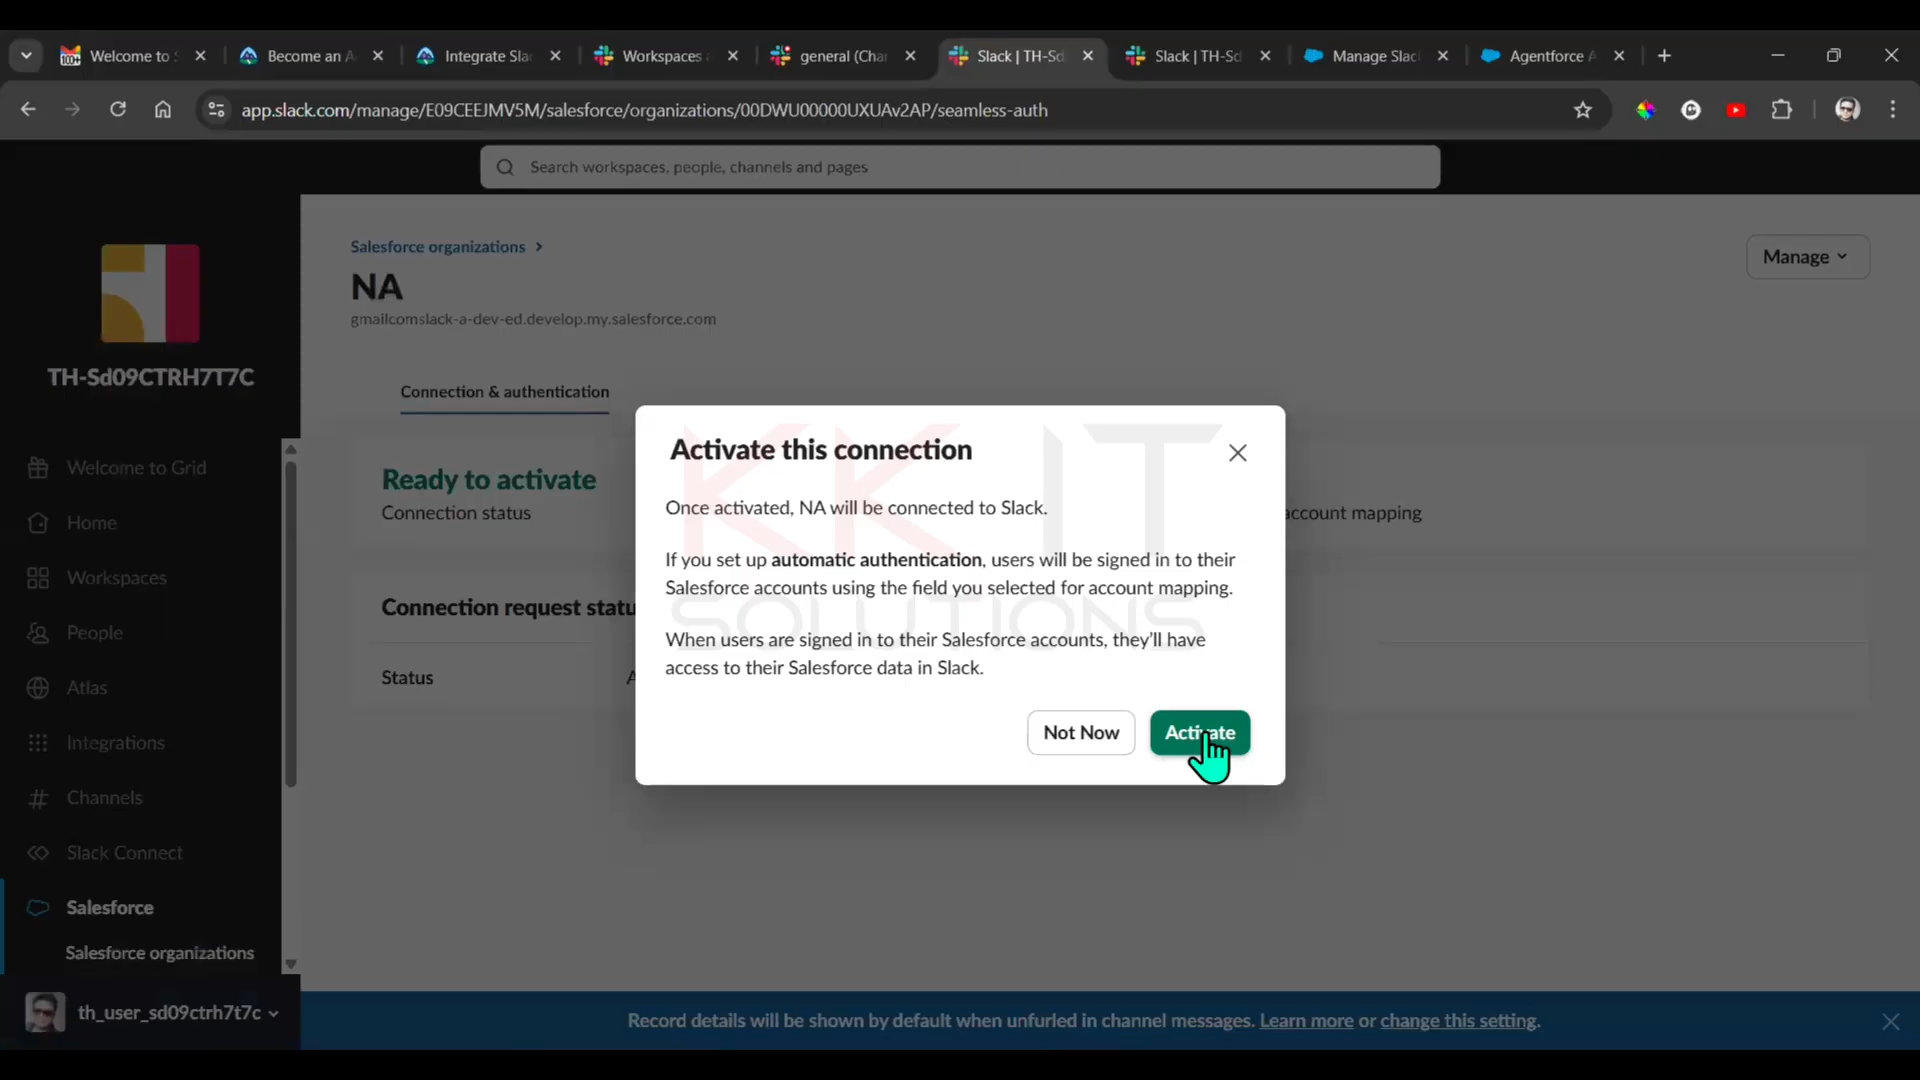 Welcome to S
Become an A
Integrate Slac
Workspaces a
general (Chan
Slack | TH-Sd0
Slack | TH-Sd
Manage Slack
Agentforce A
app.slack.com/manage/E09CEEJMV5M/salesforce/organizations/00DWU00000UXUAv2AP/seamless-auth
Search workspaces, people, channels and pages
Salesforce organizations
Manage
NA
gmailcomslack-a-dev-ed.develop.my.salesforce.com
TH-Sd09CTRH7T7C
Connection & authentication
Ready to activate
Connection status
account mapping
Connection request statu
Status
Activate this connection
Once activated, NA will be connected to Slack.
If you set up automatic authentication, users will be signed in to their
Salesforce accounts using the field you selected for account mapping.
When users are signed in to their Salesforce accounts, they'll have
access to their Salesforce data in Slack.
Not Now
Activate
KK IT
SOLUTIONS
Welcome to Grid
Home
Workspaces
People
Atlas
Integrations
Channels
Slack Connect
Salesforce
Salesforce organizations
th_user_sd09ctrh7t7c
Record details will be shown by default when unfurled in channel messages. Learn more or change this setting.